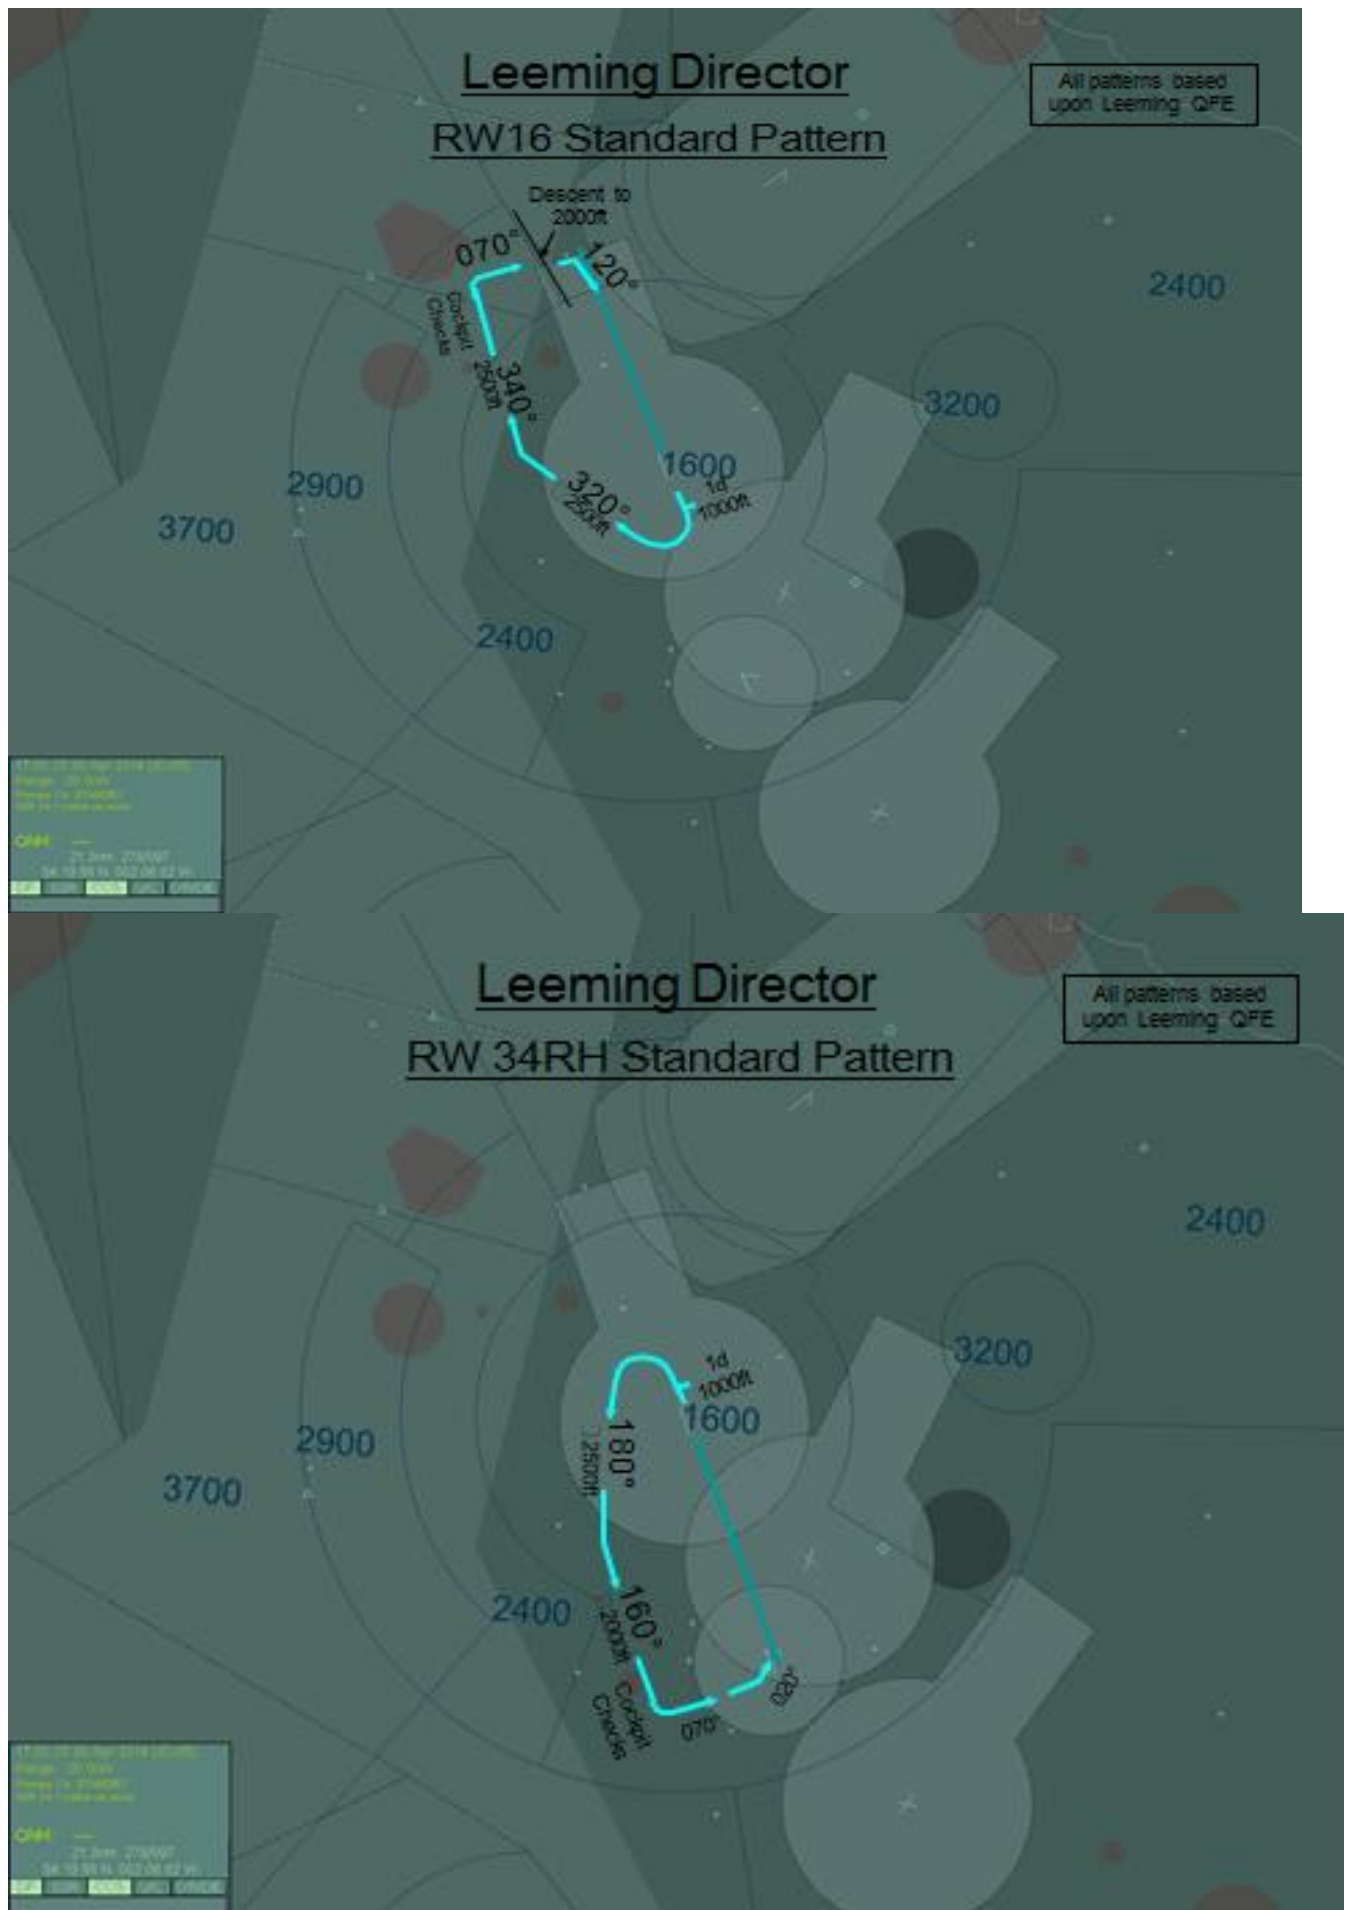 Leeming Director
All patterns based
upon Leeming QFE
RW16 Standard Pattern
Descent to
2000ft
070°
120°
2400
Cockpit
Checks
340°
2500ft
3200
1600
2900
1d
1000ft
320°
2500ft
3700
2400
QNH
Leeming Director
All patterns based
upon Leeming QFE
RW 34RH Standard Pattern
2400
3200
1d
1000ft
1600
2900
180°
2500ft
3700
2400
160°
2000ft
Cockpit
Checks
070°
020°
QNH